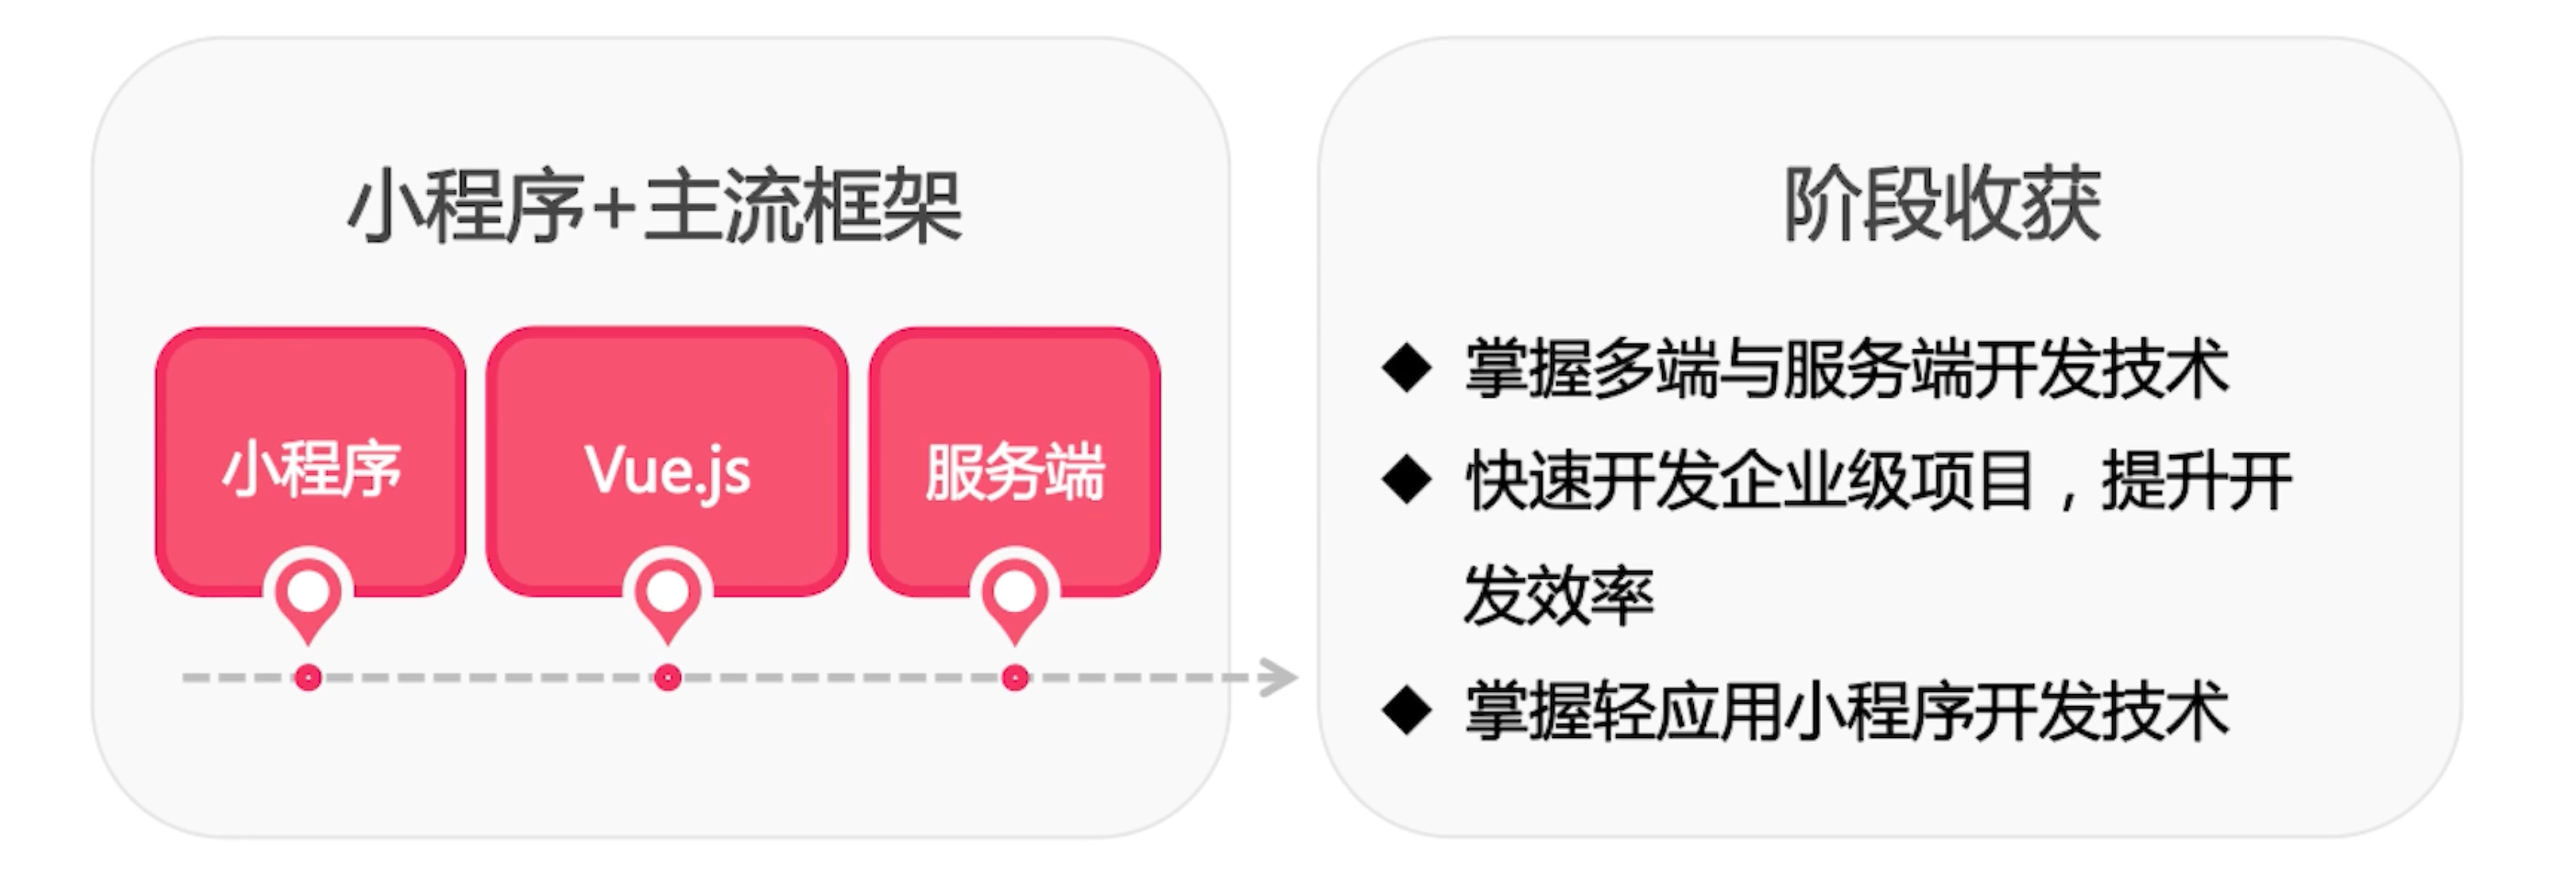 小程序+主流框架
小程序
Vue.js
服务端
阶段收获
◆ 掌握多端与服务端开发技术
◆ 快速开发企业级项目，提升开
发效率
◆ 掌握轻应用小程序开发技术